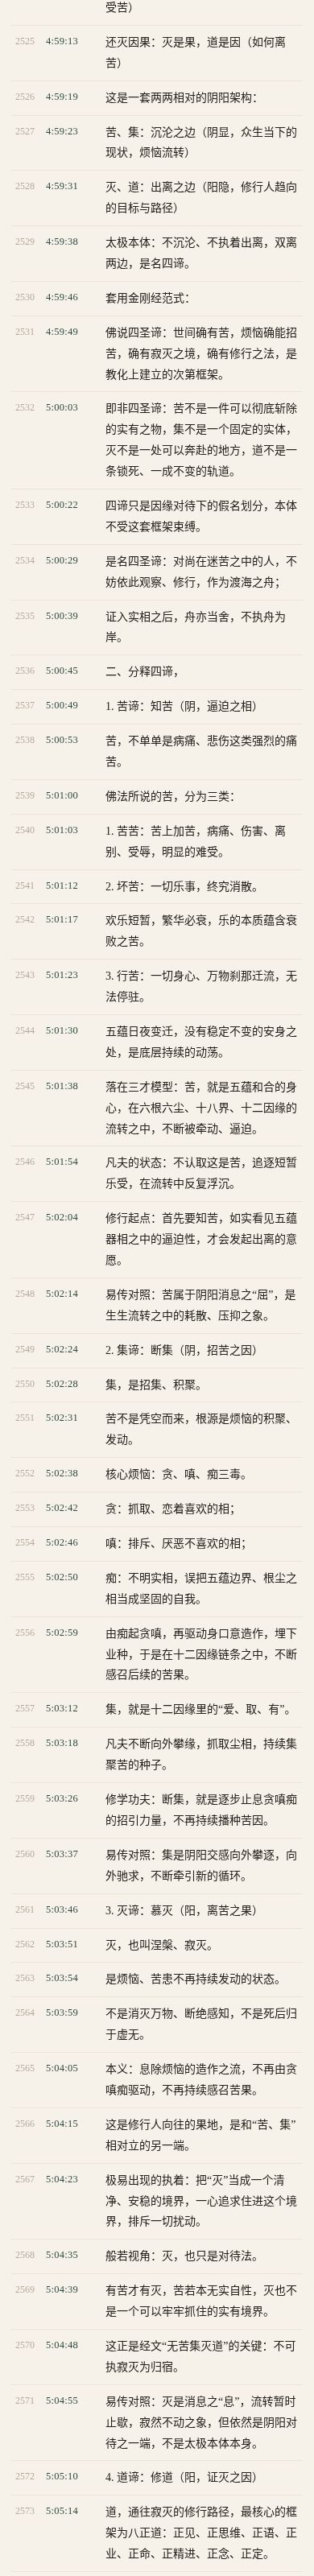 受苦）
2525 4:59:13 还灭因果：灭是果，道是因（如何离
苦）
2526 4:59:19 这是一套两两相对的阴阳架构：
2527 4:59:23 苦、集：沉沦之边（阴显，众生当下的
现状，烦恼流转）
2528 4:59:31 灭、道：出离之边（阳隐，修行人趋向
的目标与路径）
2529 4:59:38 太极本体：不沉沦、不执着出离，双离
两边，是名四谛。
2530 4:59:46 套用金刚经范式：
2531 4:59:49 佛说四圣谛：世间确有苦，烦恼确能招
苦，确有寂灭之境，确有修行之法，是
教化上建立的次第框架。
2532 5:00:03 即非四圣谛：苦不是一件可以彻底斩除
的实有之物，集不是一个固定的实体，
灭不是一处可以奔赴的地方，道不是一
条锁死、一成不变的轨道。
2533 5:00:22 四谛只是因缘对待下的假名划分，本体
不受这套框架束缚。
2534 5:00:29 是名四圣谛：对尚在迷苦之中的人，不
妨依此观察、修行，作为渡海之舟；
2535 5:00:39 证入实相之后，舟亦当舍，不执舟为
岸。
2536 5:00:45 二、分释四谛，
2537 5:00:49 1. 苦谛：知苦（阴，逼迫之相）
2538 5:00:53 苦，不单单是病痛、悲伤这类强烈的痛
苦。
2539 5:01:00 佛法所说的苦，分为三类：
2540 5:01:03 1. 苦苦：苦上加苦，病痛、伤害、离
别、受辱，明显的难受。
2541 5:01:12 2. 坏苦：一切乐事，终究消散。
2542 5:01:17 欢乐短暂，繁华必衰，乐的本质蕴含衰
败之苦。
2543 5:01:23 3. 行苦：一切身心、万物刹那迁流，无
法停驻。
2544 5:01:30 五蕴日夜变迁，没有稳定不变的安身之
处，是底层持续的动荡。
2545 5:01:38 落在三才模型：苦，就是五蕴和合的身
心，在六根六尘、十八界、十二因缘的
流转之中，不断被牵动、逼迫。
2546 5:01:54 凡夫的状态：不认取这是苦，追逐短暂
乐受，在流转中反复浮沉。
2547 5:02:04 修行起点：首先要知苦，如实看见五蕴
器相之中的逼迫性，才会发起出离的意
愿。
2548 5:02:14 易传对照：苦属于阴阳消息之“屈”，是
生生流转之中的耗散、压抑之象。
2549 5:02:24 2. 集谛：断集（阴，招苦之因）
2550 5:02:28 集，是招集、积聚。
2551 5:02:31 苦不是凭空而来，根源是烦恼的积聚、
发动。
2552 5:02:38 核心烦恼：贪、嗔、痴三毒。
2553 5:02:42 贪：抓取、恋着喜欢的相；
2554 5:02:46 嗔：排斥、厌恶不喜欢的相；
2555 5:02:50 痴：不明实相，误把五蕴边界、根尘之
相当成坚固的自我。
2556 5:02:59 由痴起贪嗔，再驱动身口意造作，埋下
业种，于是在十二因缘链条之中，不断
感召后续的苦果。
2557 5:03:12 集，就是十二因缘里的“爱、取、有”。
2558 5:03:18 凡夫不断向外攀缘，抓取尘相，持续集
聚苦的种子。
2559 5:03:26 修学功夫：断集，就是逐步止息贪嗔痴
的招引力量，不再持续播种苦因。
2560 5:03:37 易传对照：集是阴阳交感向外攀逐，向
外驰求，不断牵引新的循环。
2561 5:03:46 3. 灭谛：慕灭（阳，离苦之果）
2562 5:03:51 灭，也叫涅槃、寂灭。
2563 5:03:54 是烦恼、苦患不再持续发动的状态。
2564 5:03:59 不是消灭万物、断绝感知，不是死后归
于虚无。
2565 5:04:05 本义：息除烦恼的造作之流，不再由贪
嗔痴驱动，不再持续感召苦果。
2566 5:04:15 这是修行人向往的果地，是和“苦、集”
相对立的另一端。
2567 5:04:23 极易出现的执着：把“灭”当成一个清
净、安稳的境界，一心追求住进这个境
界，排斥一切扰动。
2568 5:04:35 般若视角：灭，也只是对待法。
2569 5:04:39 有苦才有灭，苦若本无实自性，灭也不
是一个可以牢牢抓住的实有境界。
2570 5:04:48 这正是经文“无苦集灭道”的关键：不可
执寂灭为归宿。
2571 5:04:55 易传对照：灭是消息之“息”，流转暂时
止歇，寂然不动之象，但依然是阴阳对
待之一端，不是太极本体本身。
2572 5:05:10 4. 道谛：修道（阳，证灭之因）
2573 5:05:14 道，通往寂灭的修行路径，最核心的框
架为八正道：正见、正思维、正语、正
业、正命、正精进、正念、正定。